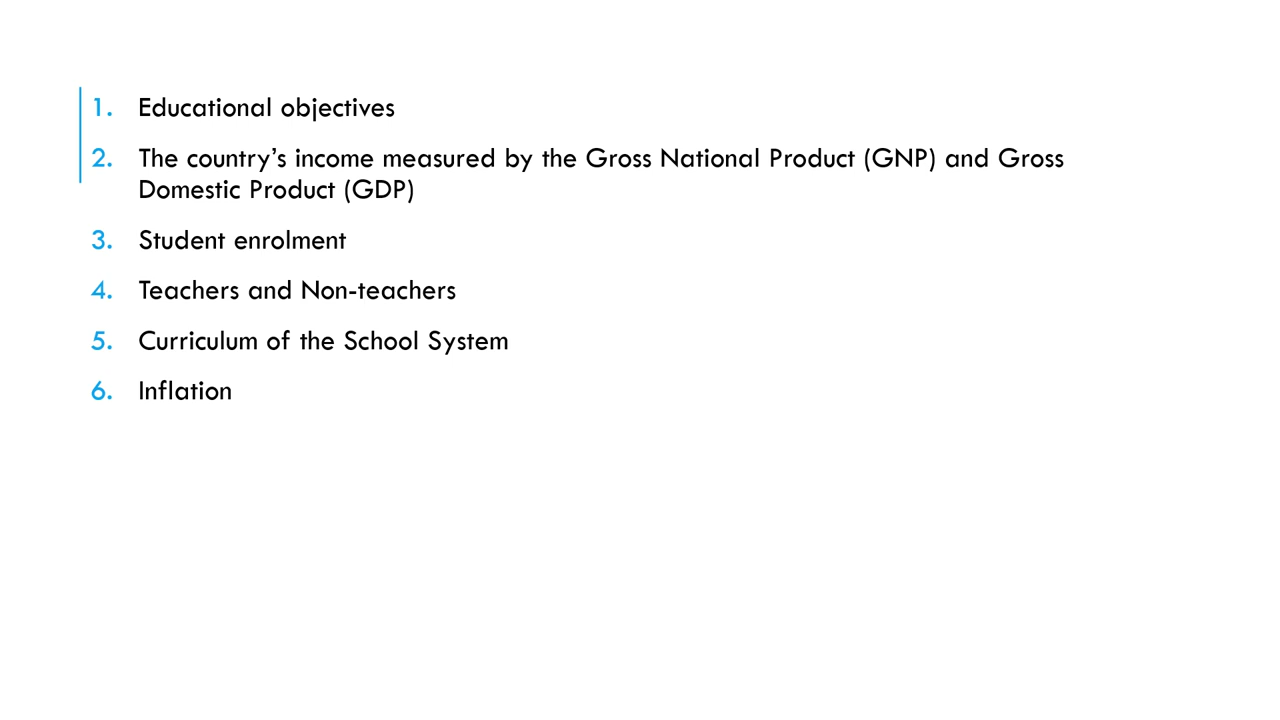 1. Educational objectives
2. The country’s income measured by the Gross National Product (GNP) and Gross
Domestic Product (GDP)
3. Student enrolment
4. Teachers and Non-teachers
5. Curriculum of the School System
6. Inflation